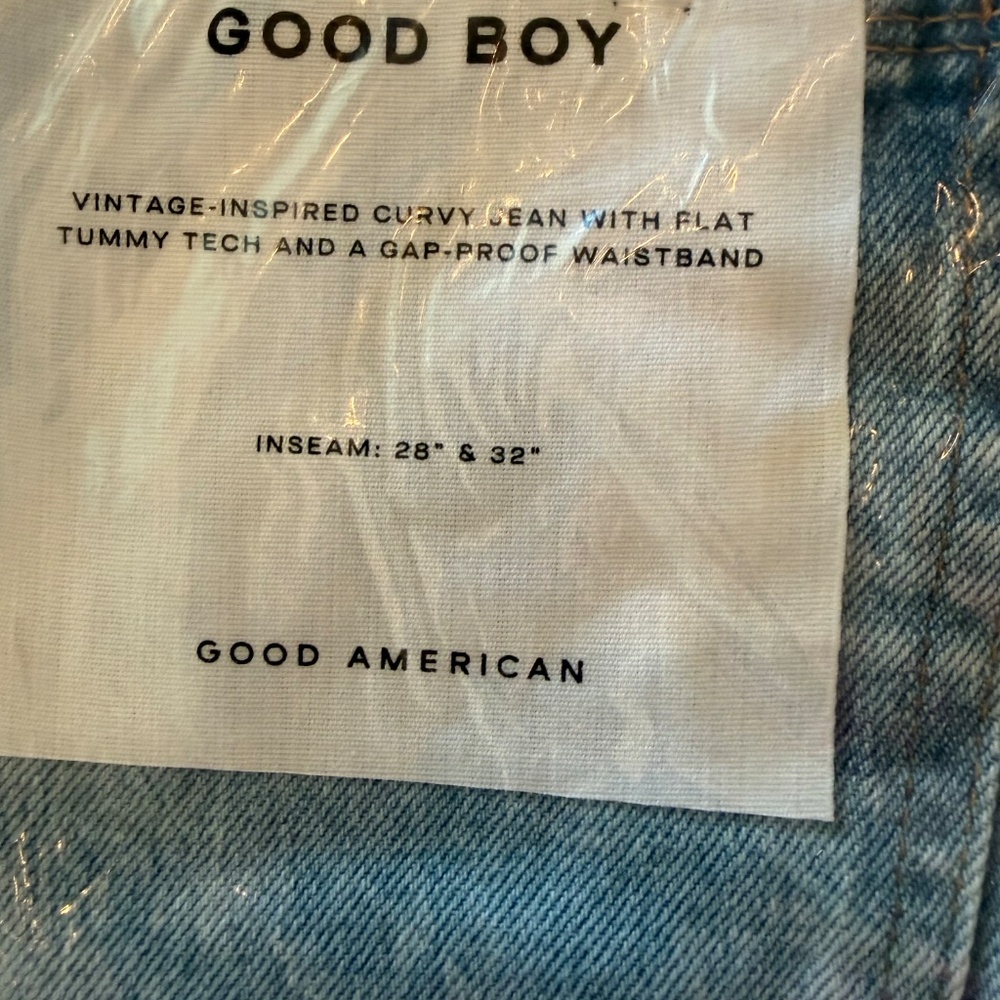 GOOD BOY
VINTAGE-INSPIRED CURVY JEAN WITH FLAT
TUMMY TECH AND A GAP-PROOF WAISTBAND
INSEAM: 28" & 32"
GOOD AMERICAN